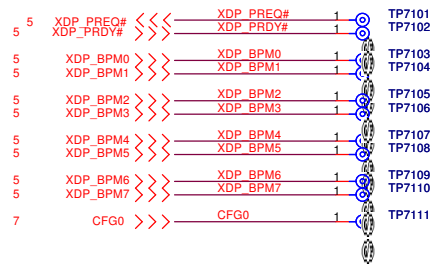 5 XDP_PREQ# XDP_PREQ# 1 TP7101
5 XDP_PRDY# XDP_PRDY# 1 TP7102
5 XDP_BPM0 XDP_BPM0 1 TP7103
5 XDP_BPM1 XDP_BPM1 1 TP7104
5 XDP_BPM2 XDP_BPM2 1 TP7105
5 XDP_BPM3 XDP_BPM3 1 TP7106
5 XDP_BPM4 XDP_BPM4 1 TP7107
5 XDP_BPM5 XDP_BPM5 1 TP7108
5 XDP_BPM6 XDP_BPM6 1 TP7109
5 XDP_BPM7 XDP_BPM7 1 TP7110
7 CFG0 CFG0 1 TP7111